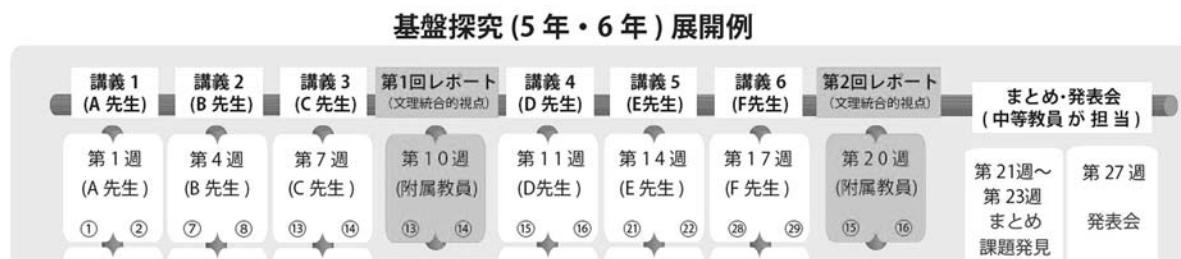 基盤探究 (5 年・6 年 ) 展開例
講義 1
(A 先生)
講義 2
(B 先生)
講義 3
(C 先生)
第1回レポート
(文理統合的視点)
講義 4
(D 先生)
講義 5
(E先生)
講義 6
(F先生)
第2回レポート
(文理統合的視点)
まとめ・発表会
( 中等教員 が 担 当 )
第 1 週
(A 先生 )
① ②
第 4 週
(B 先生 )
⑦ ⑧
第 7 週
(C 先生 )
⑬ ⑭
第 1 0 週
(附属教員)
⑬ ⑭
第 11 週
(D先生)
⑮ ⑯
第 14 週
(E 先生 )
㉑ ㉒
第 17 週
(F 先生 )
㉘ ㉙
第 2 0 週
(附属教員)
⑮ ⑯
第 21週～
第 23週
まとめ
課題発見
第 27 週
発表会